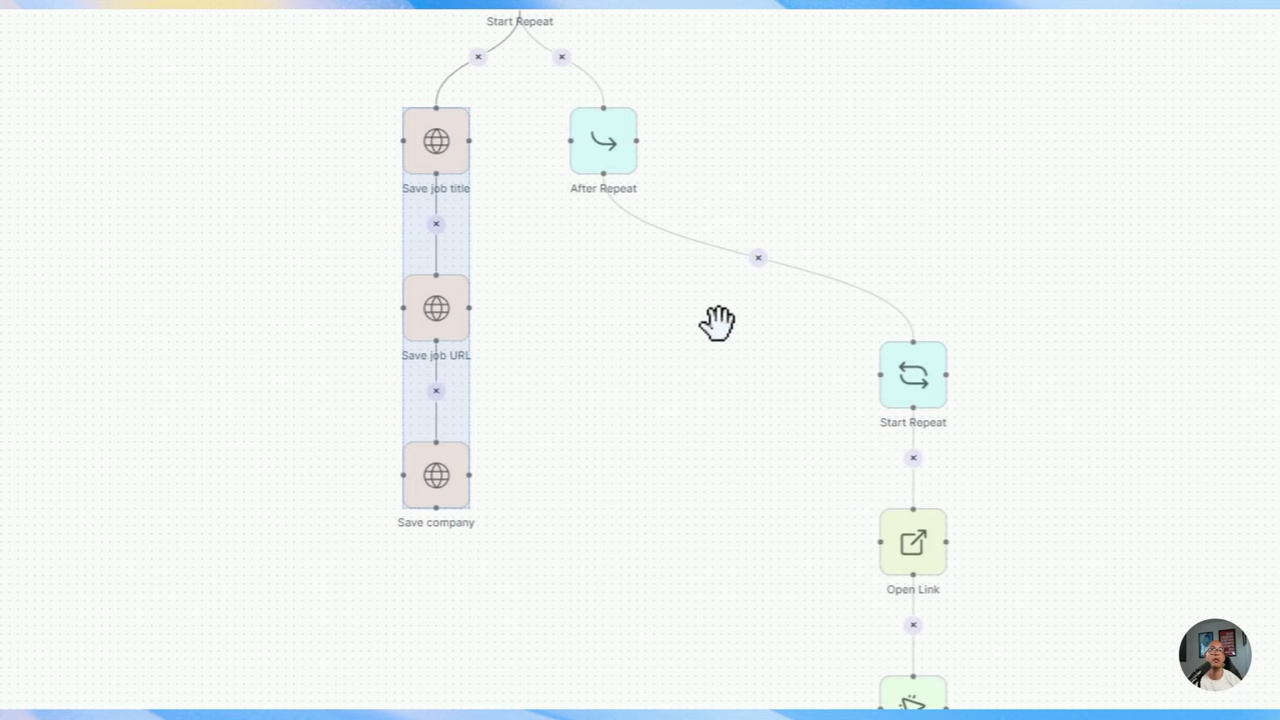 Start Repeat
Save job title
After Repeat
Save job URL
Start Repeat
Save company
Open Link